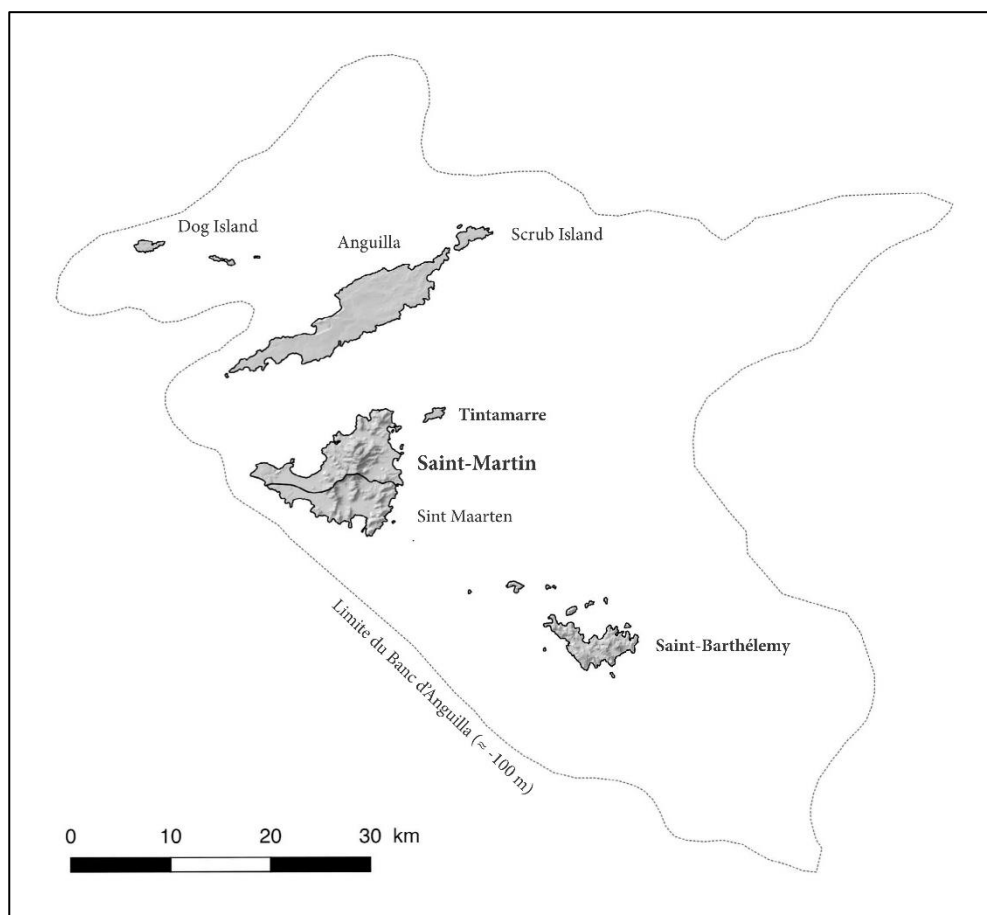 Dog Island
Scrub Island
Anguilla
Tintamarre
Saint-Martin
Sint Maarten
Limite du Banc d'Anguilla (≈ -100 m)
Saint-Barthélemy
0 10 20 30 km